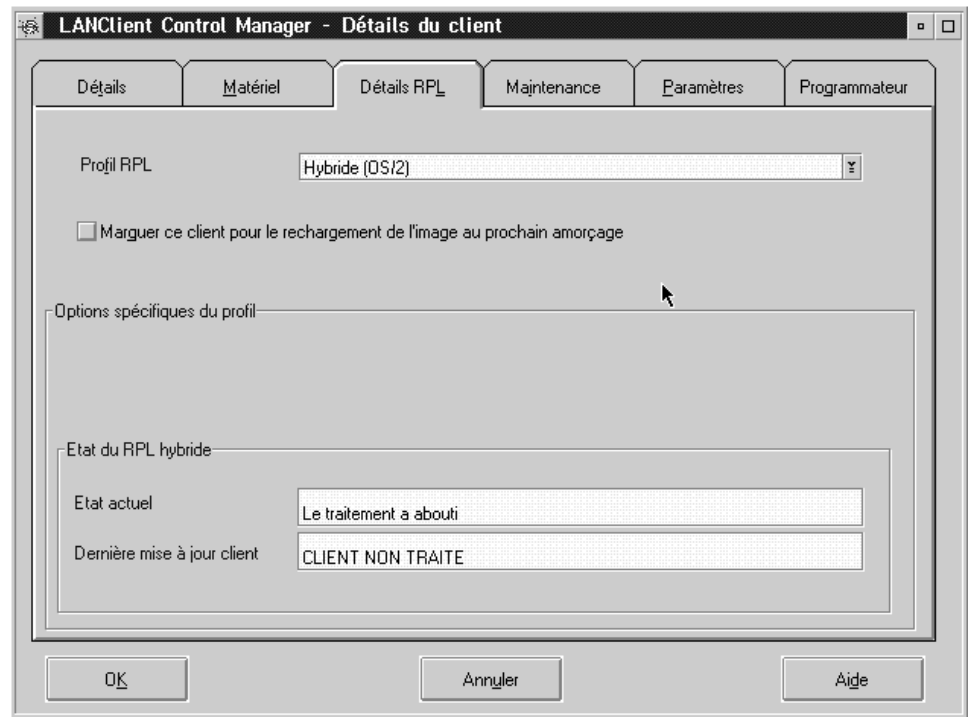 LANClient Control Manager - Détails du client
Détails Matériel Détails RPL Maintenance Paramètres Programmateur
Profil RPL Hybride (OS/2)
Marguer ce client pour le rechargement de l'image au prochain amorçage
Options spécifiques du profil
Etat du RPL hybride
Etat actuel Le traitement a abouti
Dernière mise à jour client CLIENT NON TRAITE
OK Annuler Aide